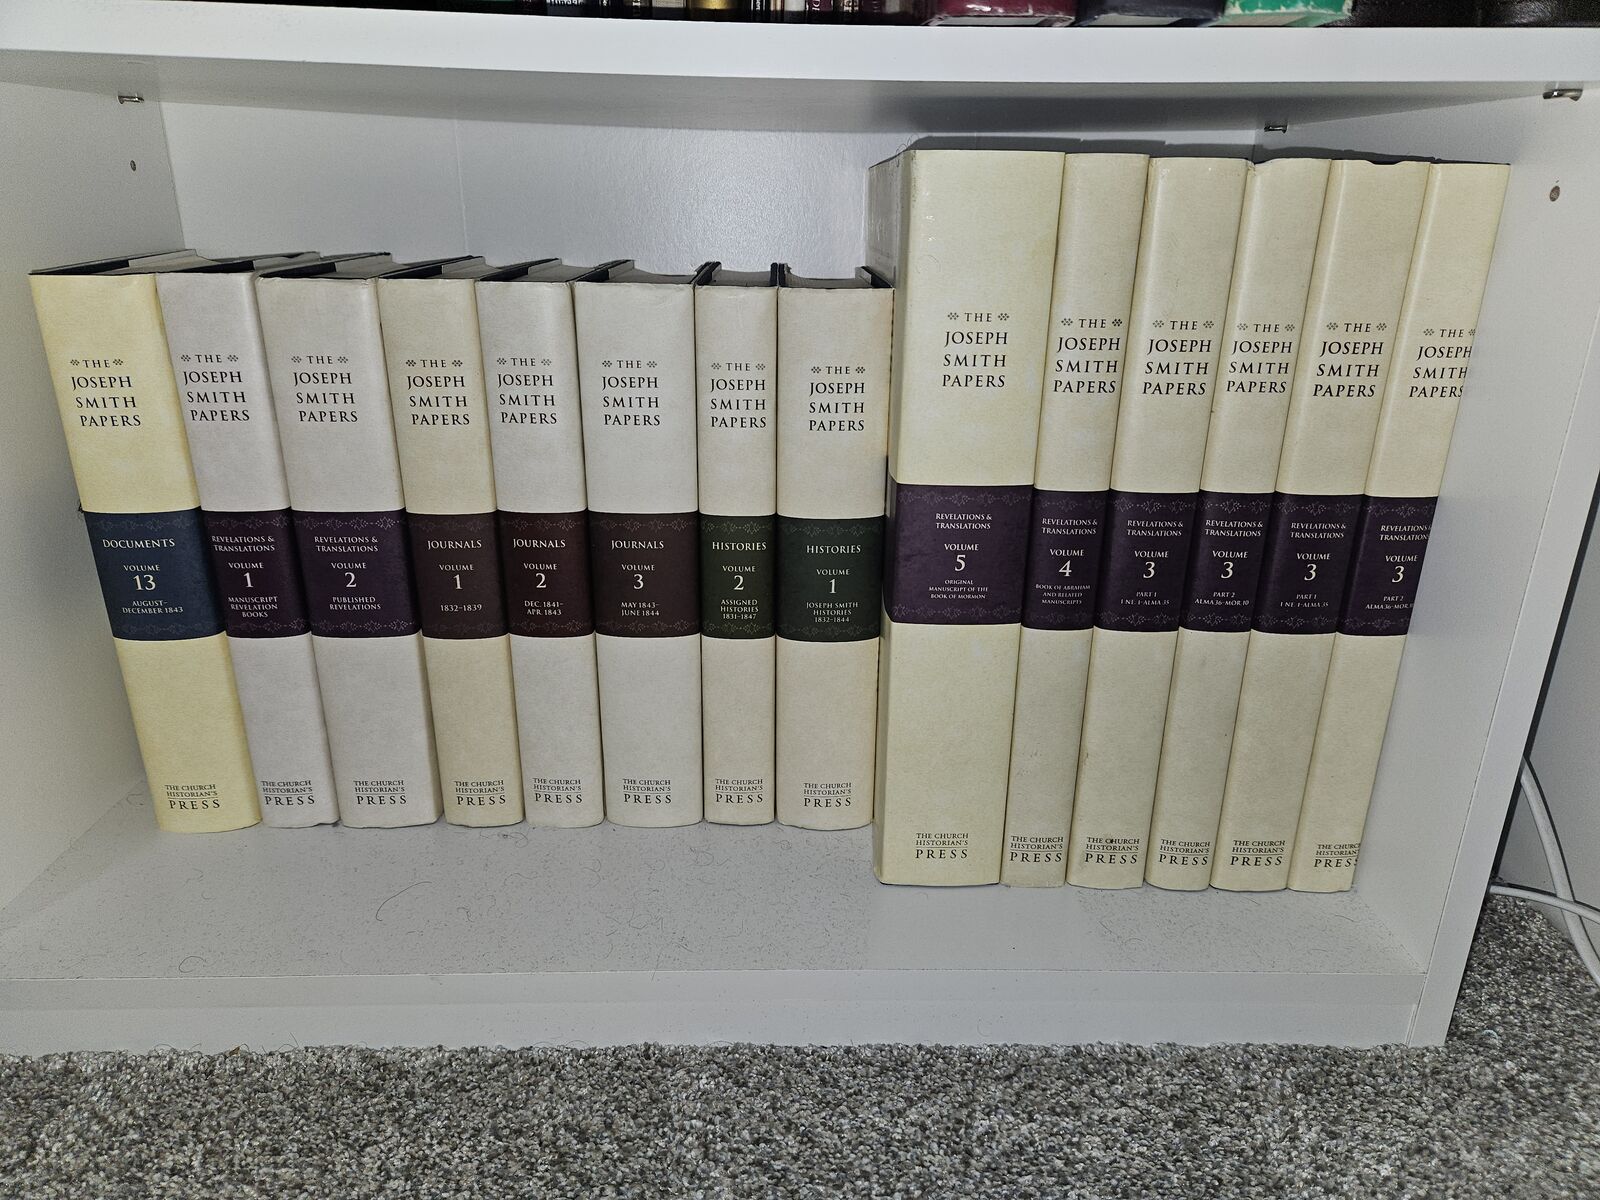 THE
JOSEPH
SMITH
PAPERS
DOCUMENTS
VOLUME
13
AUGUST–
DECEMBER 1843
THE CHURCH
HISTORIAN'S
PRESS
THE
JOSEPH
SMITH
PAPERS
REVELATIONS &
TRANSLATIONS
VOLUME
1
MANUSCRIPT
REVELATION
BOOKS
THE CHURCH
HISTORIAN'S
PRESS
THE
JOSEPH
SMITH
PAPERS
REVELATIONS &
TRANSLATIONS
VOLUME
2
PUBLISHED
REVELATIONS
THE CHURCH
HISTORIAN'S
PRESS
THE
JOSEPH
SMITH
PAPERS
JOURNALS
VOLUME
1
1832–1839
THE CHURCH
HISTORIAN'S
PRESS
THE
JOSEPH
SMITH
PAPERS
JOURNALS
VOLUME
2
DEC. 1841–
APR 1843
THE CHURCH
HISTORIAN'S
PRESS
THE
JOSEPH
SMITH
PAPERS
JOURNALS
VOLUME
3
MAY 1843–
JUNE 1844
THE CHURCH
HISTORIAN'S
PRESS
THE
JOSEPH
SMITH
PAPERS
HISTORIES
VOLUME
2
ASSIGNED
HISTORIES
1831–1847
THE CHURCH
HISTORIAN'S
PRESS
THE
JOSEPH
SMITH
PAPERS
HISTORIES
VOLUME
1
JOSEPH SMITH
HISTORIES
1832–1844
THE CHURCH
HISTORIAN'S
PRESS
THE
JOSEPH
SMITH
PAPERS
REVELATIONS &
TRANSLATIONS
VOLUME
5
ORIGINAL
MANUSCRIPT OF THE
BOOK OF MORMON
THE CHURCH
HISTORIAN'S
PRESS
THE
JOSEPH
SMITH
PAPERS
REVELATIONS &
TRANSLATIONS
VOLUME
4
BOOK OF ABRAHAM
AND RELATED
MANUSCRIPTS
THE CHURCH
HISTORIAN'S
PRESS
THE
JOSEPH
SMITH
PAPERS
REVELATIONS &
TRANSLATIONS
VOLUME
3
PART 1
1 NE. 1–ALMA 35
THE CHURCH
HISTORIAN'S
PRESS
THE
JOSEPH
SMITH
PAPERS
REVELATIONS &
TRANSLATIONS
VOLUME
3
PART 2
ALMA 36–MOR. 10
THE CHURCH
HISTORIAN'S
PRESS
THE
JOSEPH
SMITH
PAPERS
REVELATIONS &
TRANSLATIONS
VOLUME
3
PART 1
1 NE. 1–ALMA 35
THE CHURCH
HISTORIAN'S
PRESS
THE
JOSEPH
SMITH
PAPERS
REVELATIONS &
TRANSLATIONS
VOLUME
3
PART 2
ALMA 36–MOR.
THE CHURCH
HISTORIAN'S
PRESS